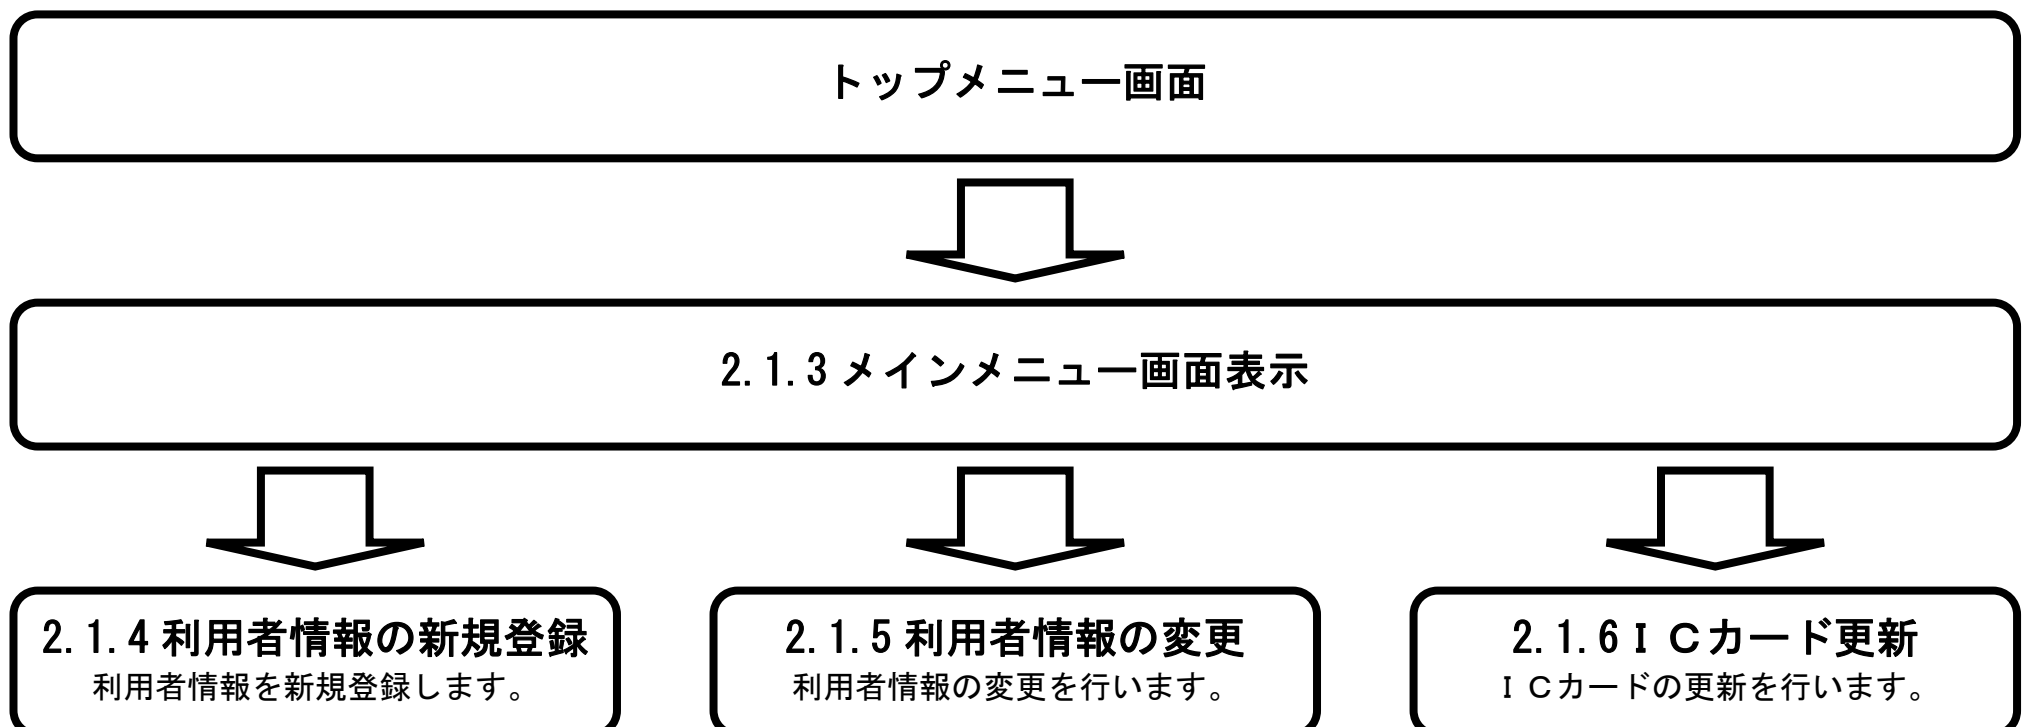 トップメニュー画面
2.1.3 メインメニュー画面表示
2.1.4 利用者情報の新規登録
利用者情報を新規登録します。
2.1.5 利用者情報の変更
利用者情報の変更を行います。
2.1.6 ＩＣカード更新
ＩＣカードの更新を行います。